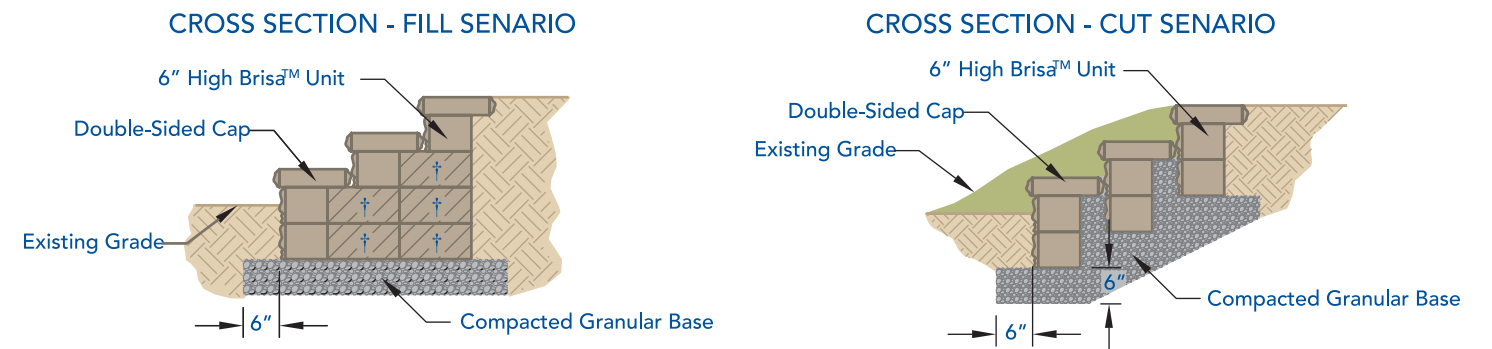 CROSS SECTION - FILL SENARIO
6” High Brisa™ Unit
Double-Sided Cap
†
† †
† †
Existing Grade
6”
Compacted Granular Base
CROSS SECTION - CUT SENARIO
6” High Brisa™ Unit
Double-Sided Cap
Existing Grade
6”
Compacted Granular Base
6”